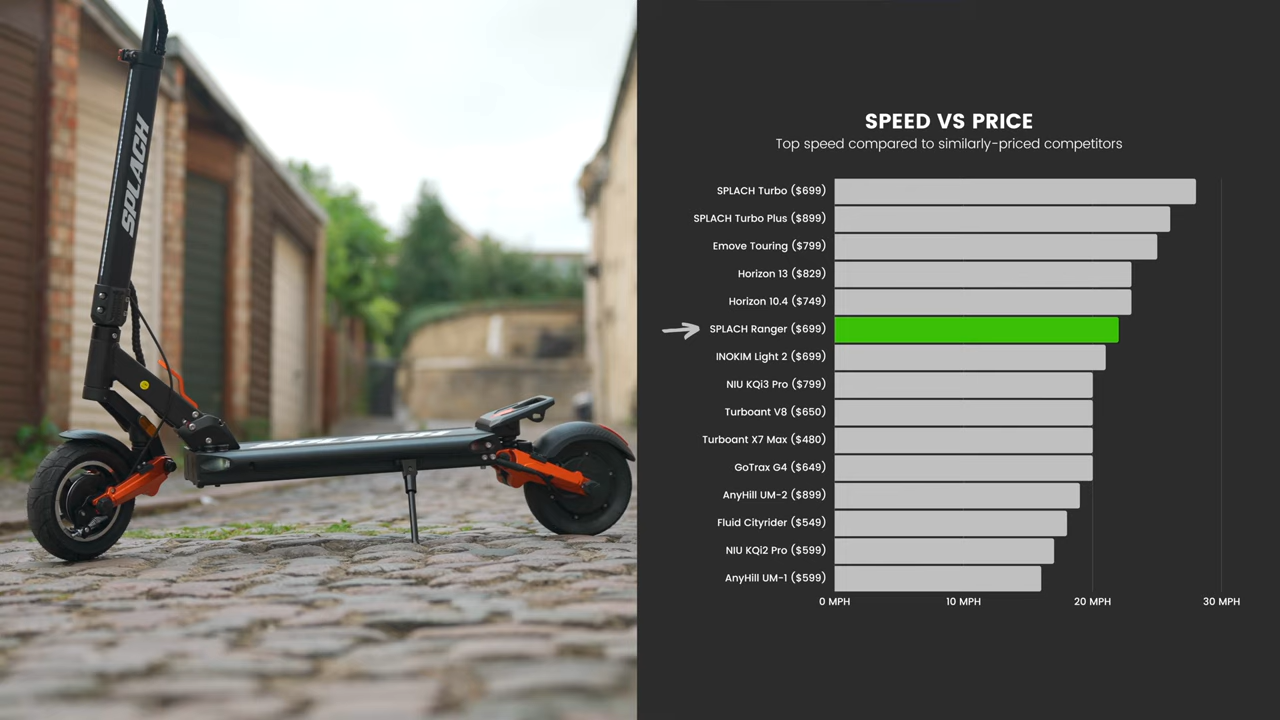 SPLACH
SPLACH
SPEED VS PRICE
Top speed compared to similarly-priced competitors
SPLACH Turbo ($699)
SPLACH Turbo Plus ($899)
Emove Touring ($799)
Horizon 13 ($829)
Horizon 10.4 ($749)
SPLACH Ranger ($699)
INOKIM Light 2 ($699)
NIU KQi3 Pro ($799)
Turboant V8 ($650)
Turboant X7 Max ($480)
GoTrax G4 ($649)
AnyHill UM-2 ($899)
Fluid Cityrider ($549)
NIU KQi2 Pro ($599)
AnyHill UM-1 ($599)
0 MPH 10 MPH 20 MPH 30 MPH